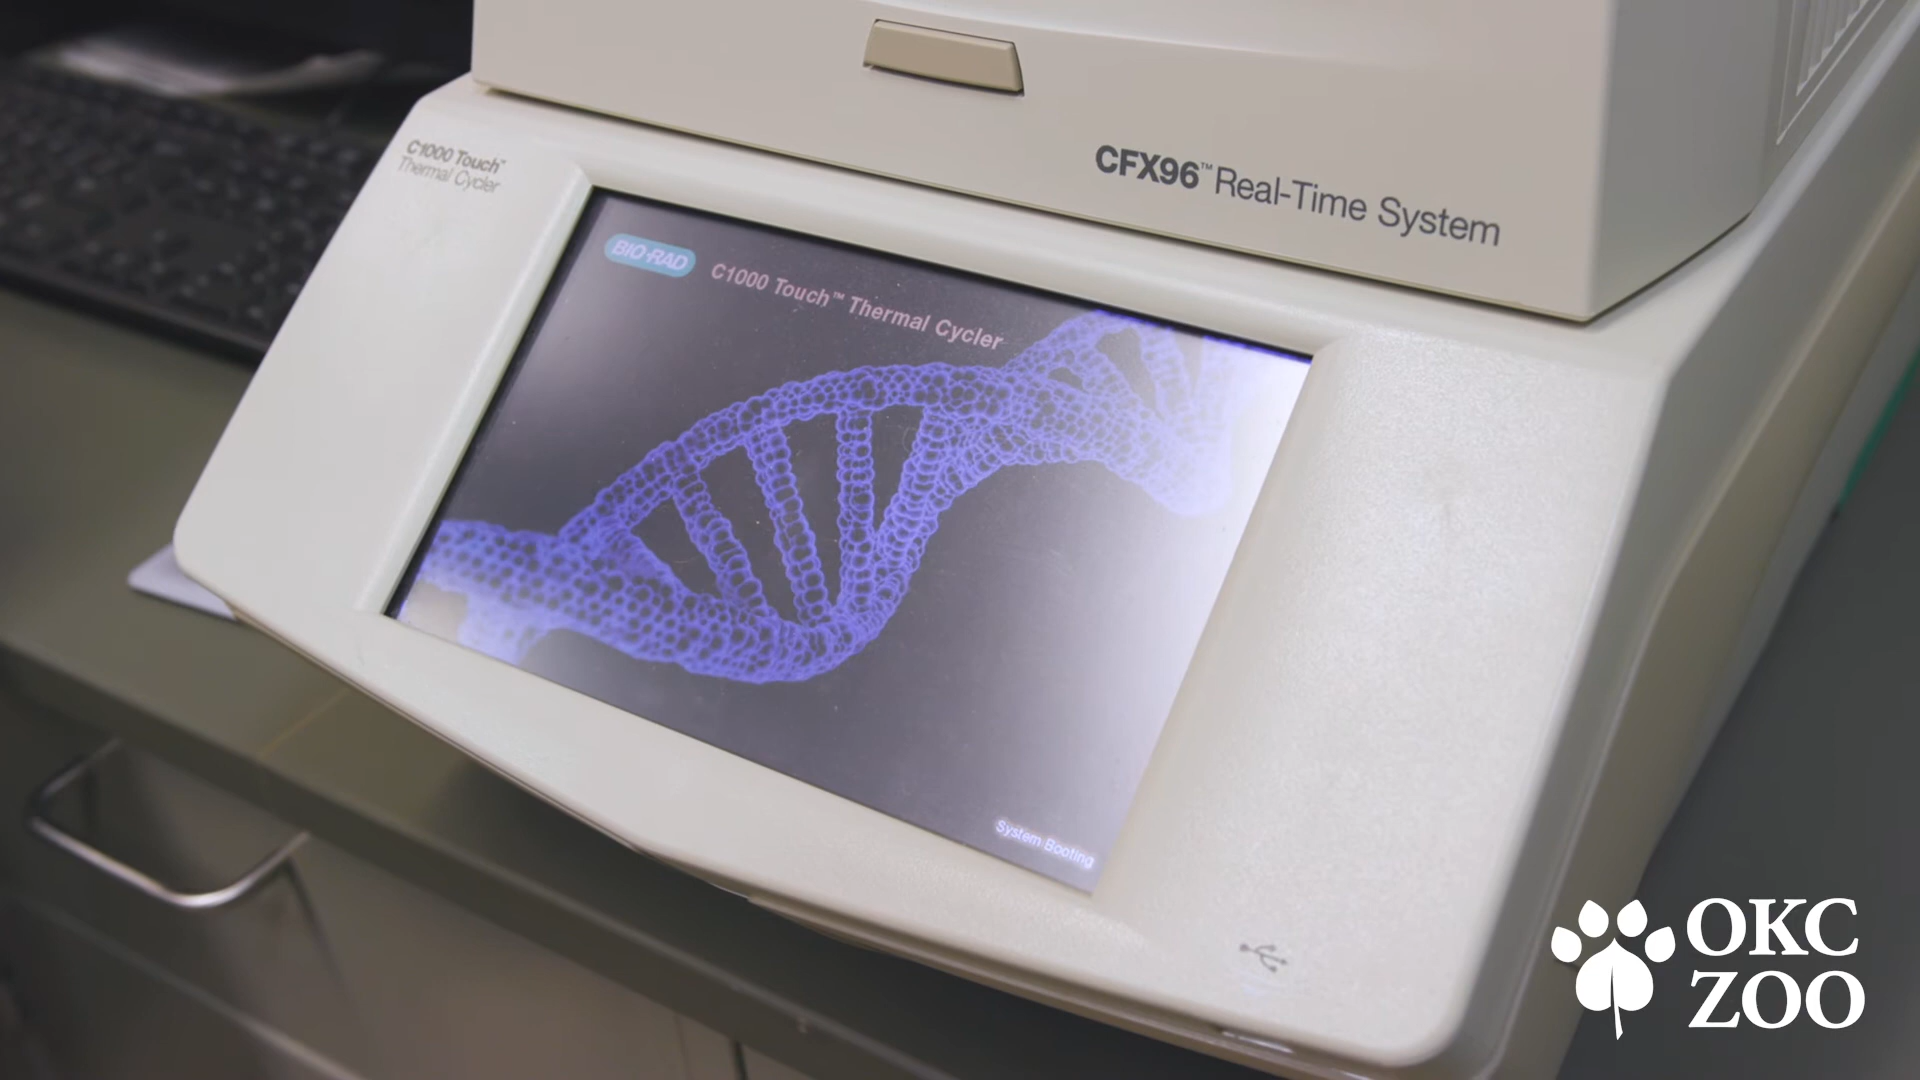 C1000 Touch™
Thermal Cycler
CFX96™ Real-Time System
BIO-RAD
C1000 Touch™ Thermal Cycler
System Booting
OKC
ZOO